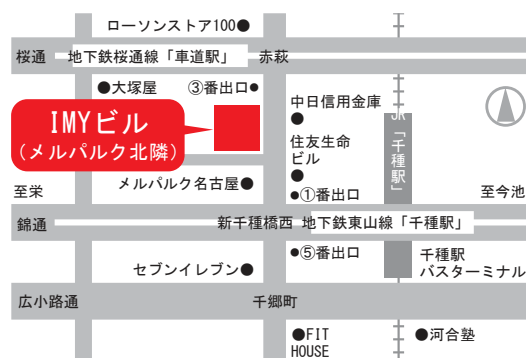 ローソンストア100●
桜通 地下鉄桜通線「車道駅」 赤萩
●大塚屋 ③番出口●
IMYビル
(メルパルク北隣)
中日信用金庫
●
住友生命
ビル
●
JR「千種駅」
メルパルク名古屋●
●①番出口
至栄
至今池
錦通
新千種橋西 地下鉄東山線「千種駅」
●⑤番出口
セブンイレブン●
千種駅
バスターミナル
広小路通
千郷町
●FIT
HOUSE
●河合塾